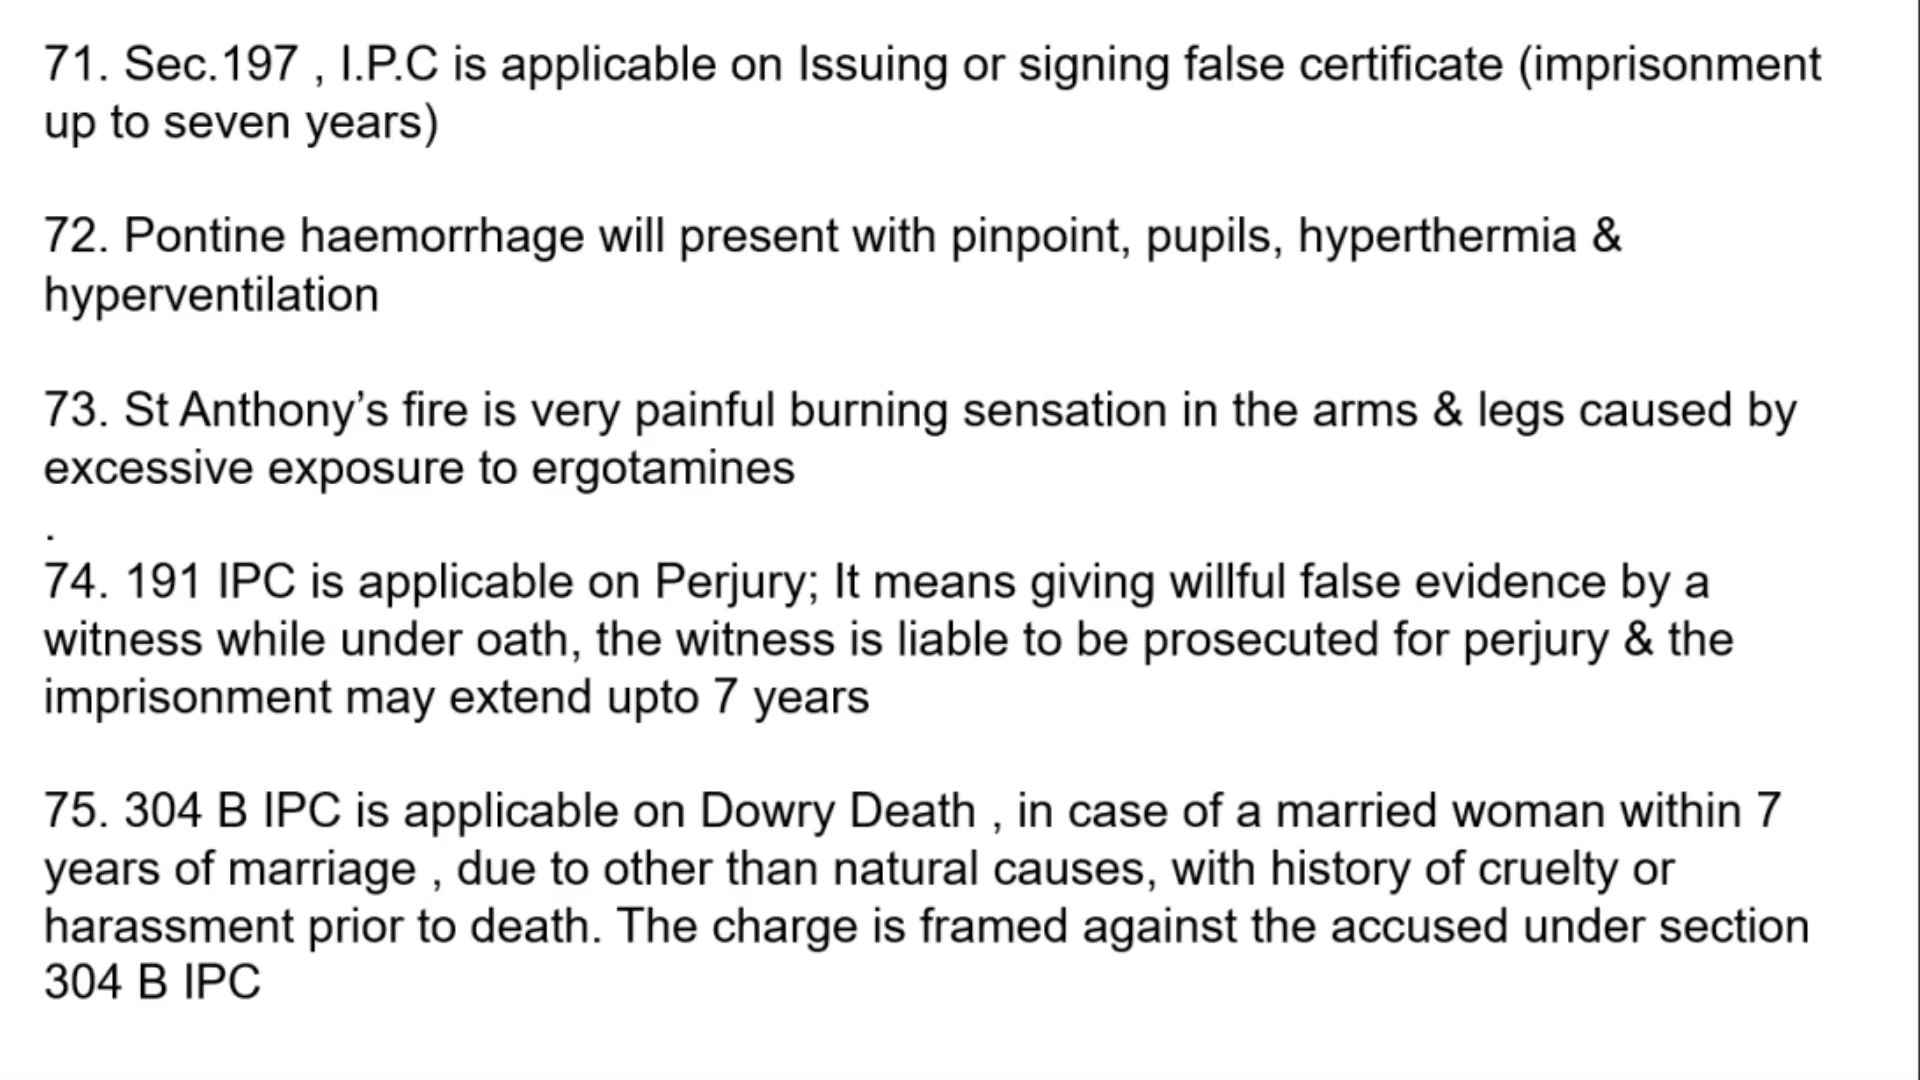 71. Sec.197 , I.P.C is applicable on Issuing or signing false certificate (imprisonment
up to seven years)
72. Pontine haemorrhage will present with pinpoint, pupils, hyperthermia &
hyperventilation
73. St Anthony’s fire is very painful burning sensation in the arms & legs caused by
excessive exposure to ergotamines
.
74. 191 IPC is applicable on Perjury; It means giving willful false evidence by a
witness while under oath, the witness is liable to be prosecuted for perjury & the
imprisonment may extend upto 7 years
75. 304 B IPC is applicable on Dowry Death , in case of a married woman within 7
years of marriage , due to other than natural causes, with history of cruelty or
harassment prior to death. The charge is framed against the accused under section
304 B IPC